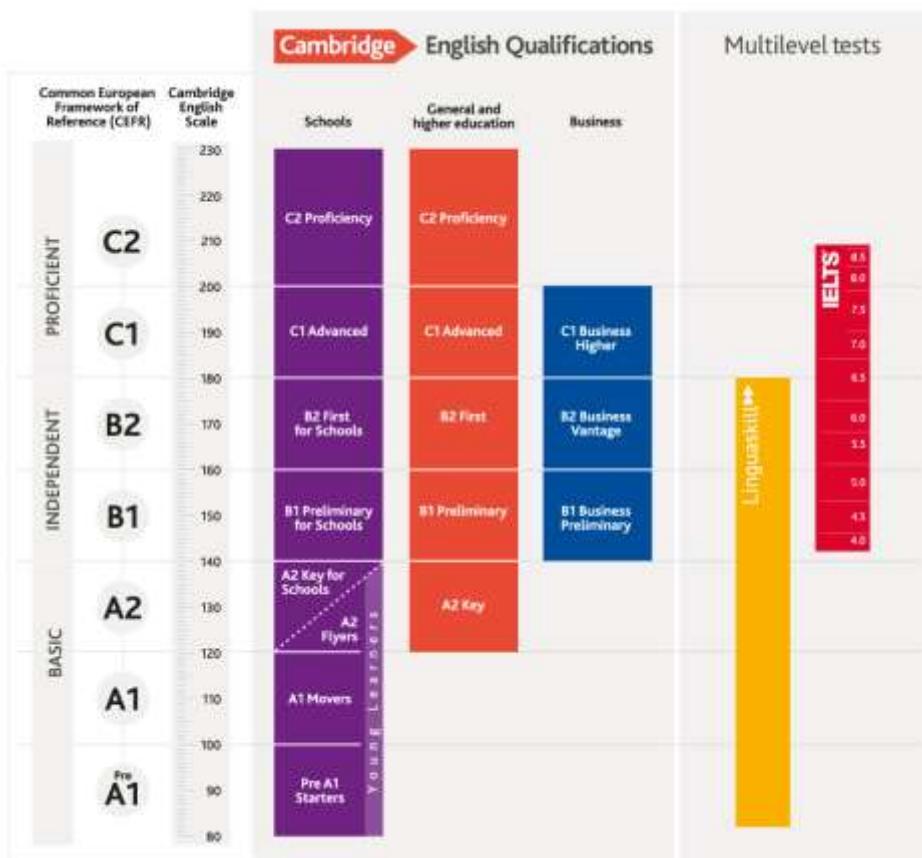 Cambridge English Qualifications
Multilevel tests
Common European
Framework of
Reference (CEFR)
Cambridge
English
Scale
Schools
General and
higher education
Business
230
220
210
200
190
180
170
160
150
140
130
120
110
100
90
80
PROFICIENT
INDEPENDENT
BASIC
C2
C1
B2
B1
A2
A1
Pre
A1
C2 Proficiency
C1 Advanced
B2 First
for Schools
B1 Preliminary
for Schools
A2 Key for
Schools
A2
Flyers
A1 Movers
Pre A1
Starters
Young Learners
C2 Proficiency
C1 Advanced
B2 First
B1 Preliminary
A2 Key
C1 Business
Higher
B2 Business
Vantage
B1 Business
Preliminary
Linguaskill
IELTS
8.5
8.0
7.5
7.0
6.5
6.0
5.5
5.0
4.5
4.0